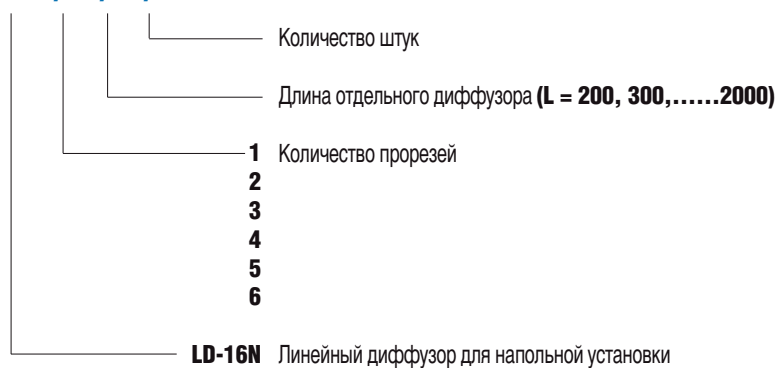 Количество штук
Длина отдельного диффузора (L = 200, 300,......2000)
1 Количество прорезей
2
3
4
5
6
LD-16N Линейный диффузор для напольной установки